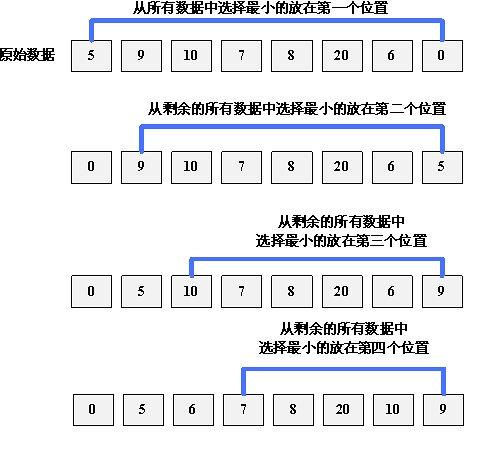 从所有数据中选择最小的放在第一个位置
原始数据 5 9 10 7 8 20 6 0
从剩余的所有数据中选择最小的放在第二个位置
0 9 10 7 8 20 6 5
从剩余的所有数据中
选择最小的放在第三个位置
0 5 10 7 8 20 6 9
从剩余的所有数据中
选择最小的放在第四个位置
0 5 6 7 8 20 10 9